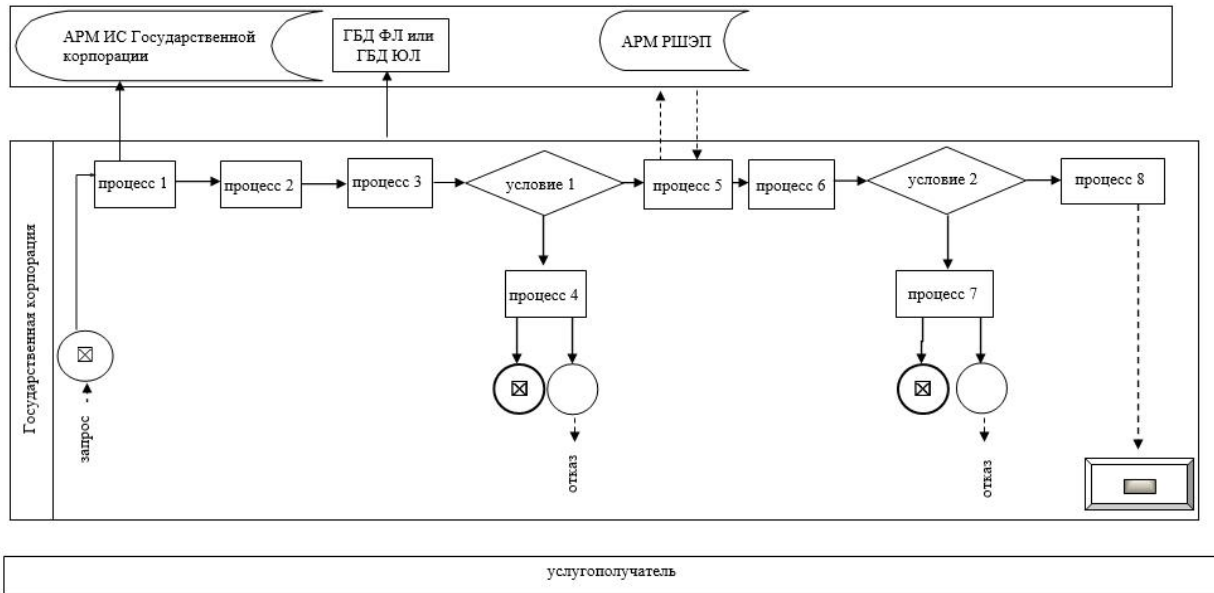 АРМ ИС Государственной
корпорации
ГБД ФЛ или
ГБД ЮЛ
АРМ РШЭП
Государственная корпорация
процесс 1
процесс 2
процесс 3
условие 1
процесс 5
процесс 6
условие 2
процесс 8
процесс 4
процесс 7
запрос
отказ
отказ
услугополучатель